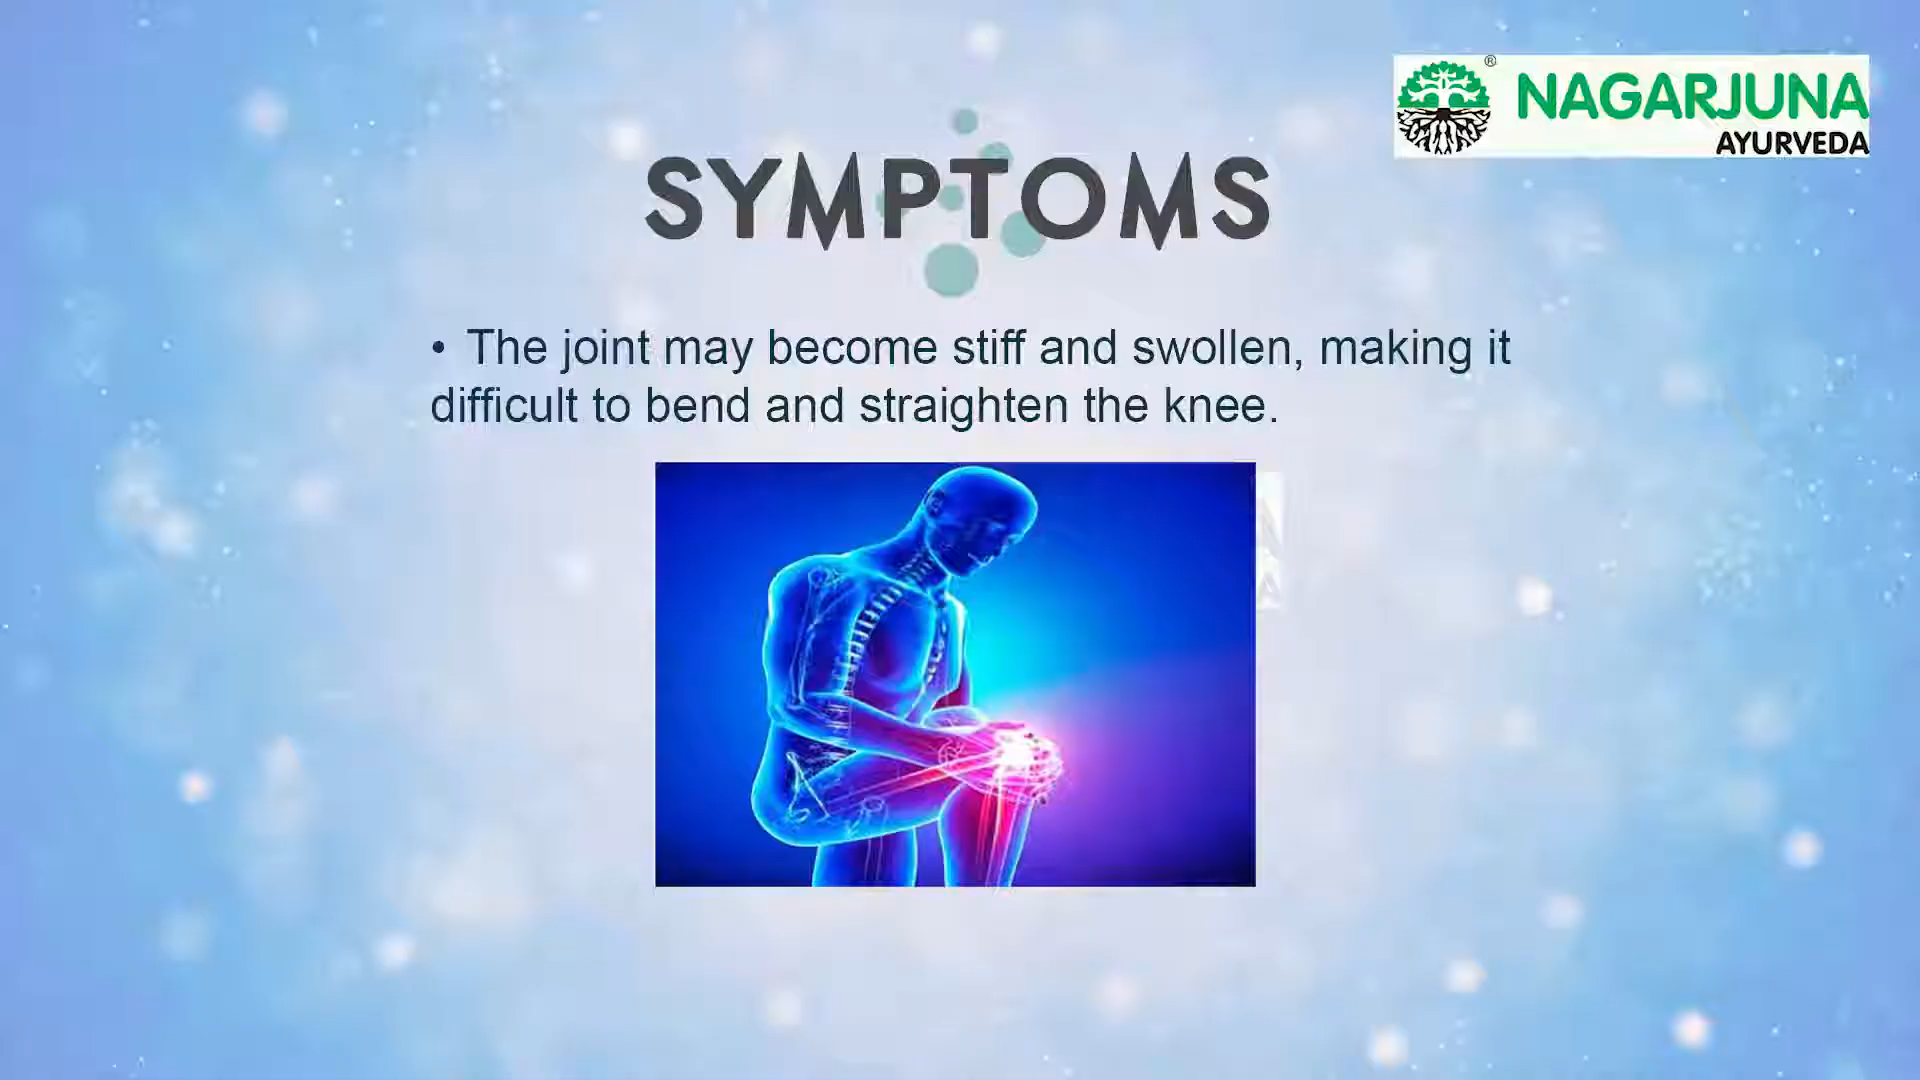 ®
NAGARJUNA
AYURVEDA
SYMPTOMS
• The joint may become stiff and swollen, making it
difficult to bend and straighten the knee.